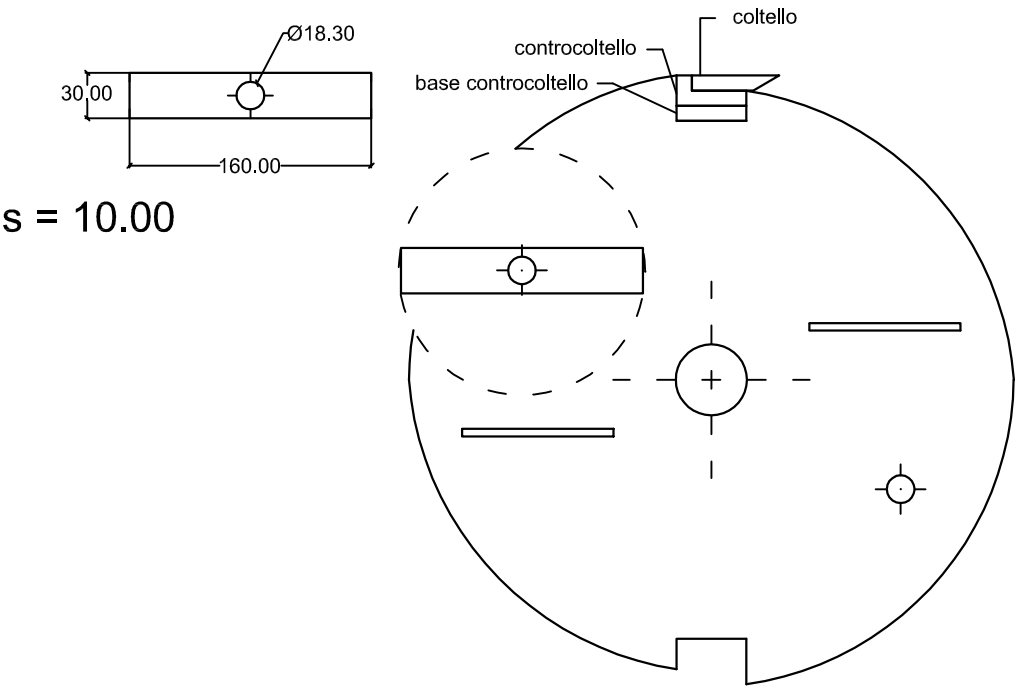 coltello
Ø18.30
controcoltello
base controcoltello
30.00
160.00
s = 10.00